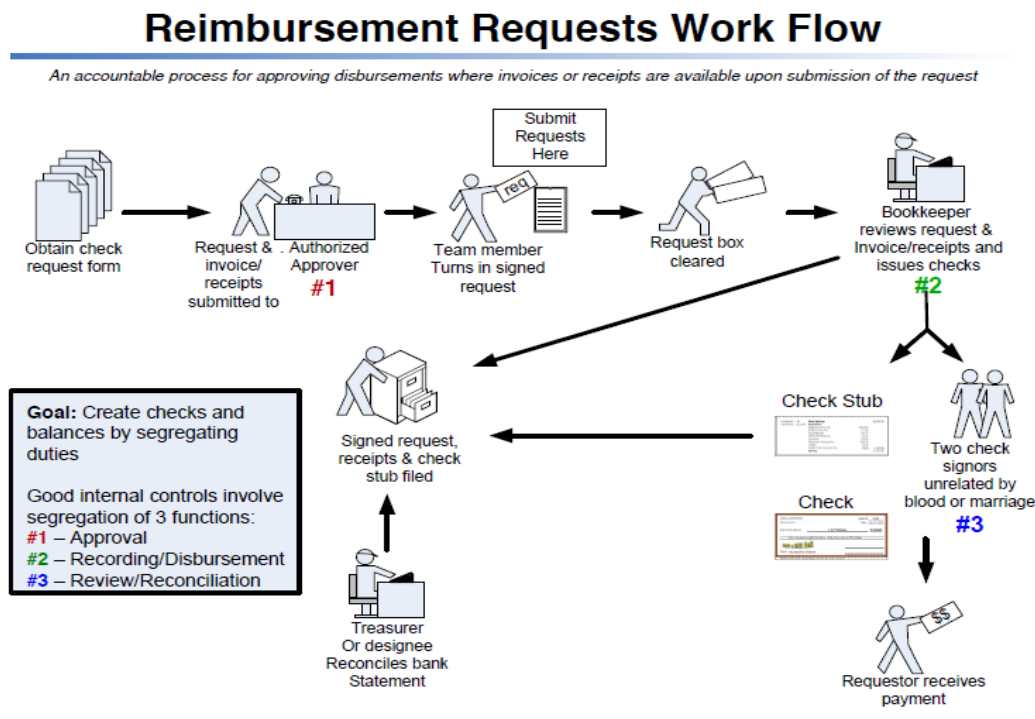 Reimbursement Requests Work Flow
An accountable process for approving disbursements where invoices or receipts are available upon submission of the request
Submit
Requests
Here
req
Obtain check
request form
Request &
invoice/
receipts
submitted to
. Authorized
Approver
#1
Team member
Turns in signed
request
Request box
cleared
Bookkeeper
reviews request &
Invoice/receipts and
issues checks
#2
Goal: Create checks and
balances by segregating
duties
Good internal controls involve
segregation of 3 functions:
#1 – Approval
#2 – Recording/Disbursement
#3 – Review/Reconciliation
Signed request,
receipts & check
stub filed
Check Stub
Two check
signors
unrelated by
blood or marriage
#3
Check
Treasurer
Or designee
Reconciles bank
Statement
$$
Requestor receives
payment